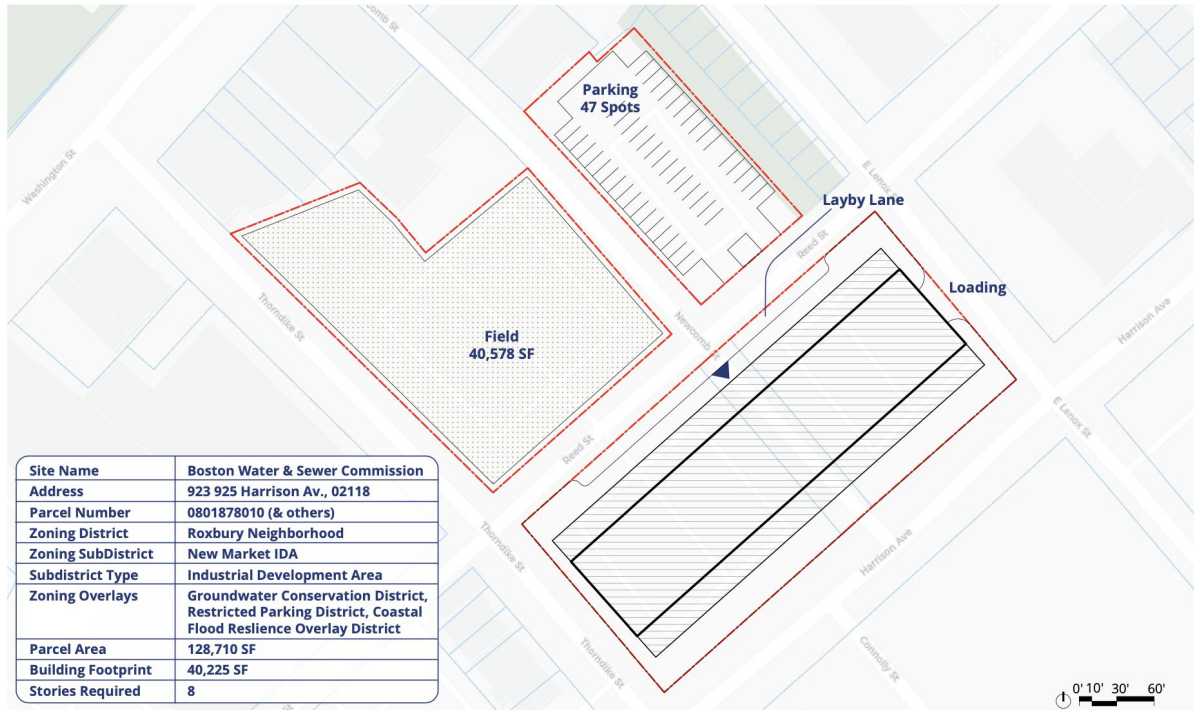 comb St
Parking
47 Spots
Washington St
E Lenox
Layby Lane
Reed St
Loading
Thorndike St
Newcomb St
Harrison Ave
Field
40,578 SF
Reed St
E Lenox St
Site Name Boston Water & Sewer Commission
Address 923 925 Harrison Av., 02118
Parcel Number 0801878010 (& others)
Zoning District Roxbury Neighborhood
Zoning SubDistrict New Market IDA
Subdistrict Type Industrial Development Area
Zoning Overlays Groundwater Conservation District,
Restricted Parking District, Coastal
Flood Reslience Overlay District
Parcel Area 128,710 SF
Building Footprint 40,225 SF
Stories Required 8
Thorndike St
Harrison Ave
Thorndike St
Connolly St
St
0' 10' 30' 60'